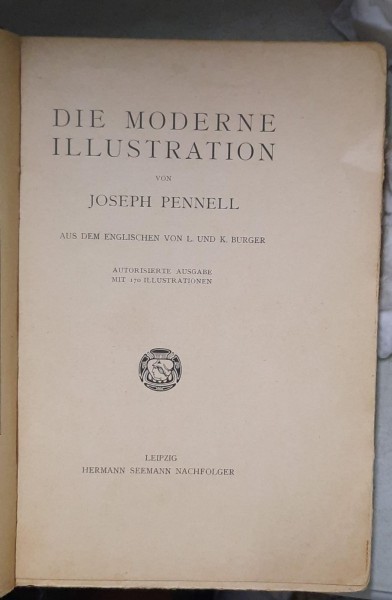 DIE MODERNE
ILLUSTRATION
VON
JOSEPH PENNELL
AUS DEM ENGLISCHEN VON L. UND K. BURGER
AUTORISIERTE AUSGABE
MIT 170 ILLUSTRATIONEN
LEIPZIG
HERMANN SEEMANN NACHFOLGER